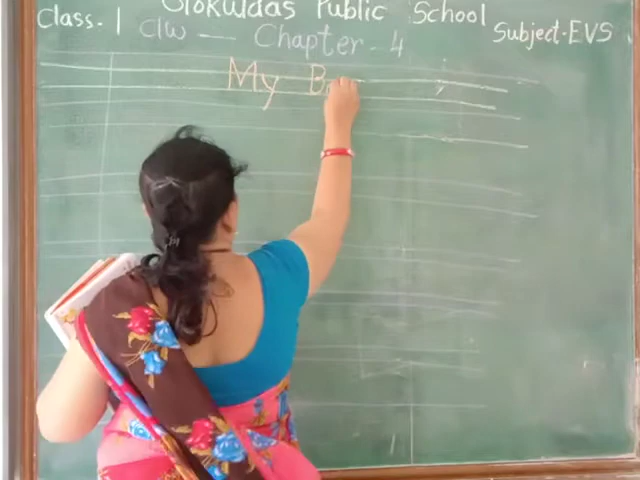 Gokuldas Public School
Class. 1 Subject.EVS
C/W — Chapter - 4
My B